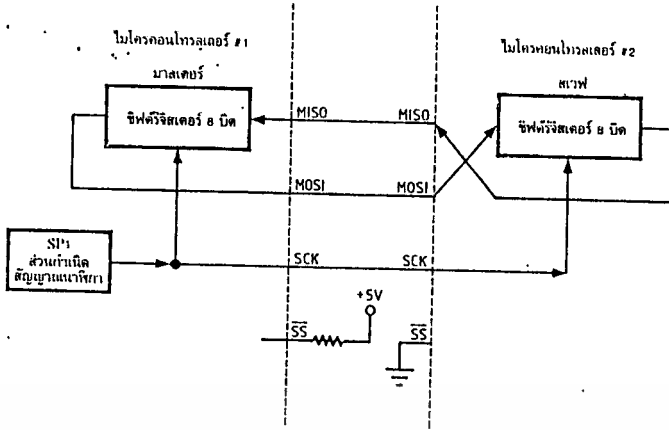 ไมโครคอนโทรลเลอร์ #1
ไมโครคอนโทรลเลอร์ #2
มาสเตอร์
สเวฟ
ชิฟต์รีจิสเตอร์ 8 บิต
MISO
MISO
ชิฟต์รีจิสเตอร์ 8 บิต
MOSI
MOSI
SPI
ส่วนกำเนิด
สัญญาณนาฬิกา
SCK
SCK
+5V
SS
SS